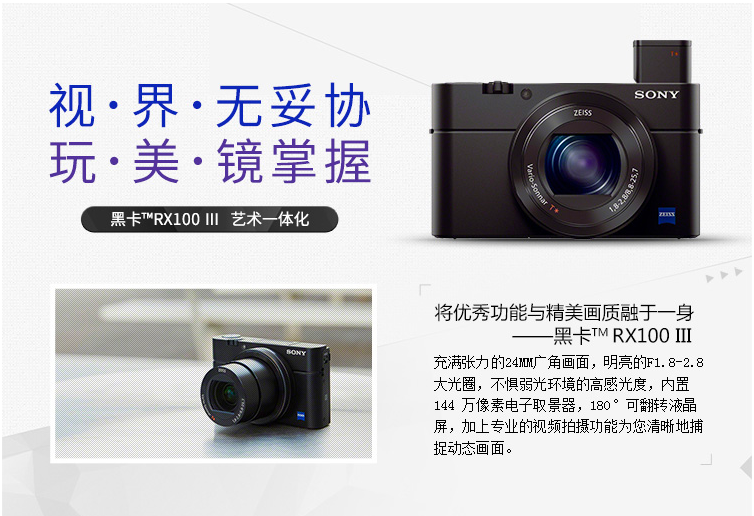 视·界·无妥协
玩·美·镜掌握
黑卡™RX100 III 艺术一体化
SONY
ZEISS
Vario-Sonnar T*
1,8-2,8/8,8-25,7
ZEISS
SONY
将优秀功能与精美画质融于一身
——黑卡™ RX100 III
充满张力的24MM广角画面，明亮的F1.8-2.8
大光圈，不惧弱光环境的高感光度，内置
144 万像素电子取景器，180°可翻转液晶
屏，加上专业的视频拍摄功能为您清晰地捕
捉动态画面。